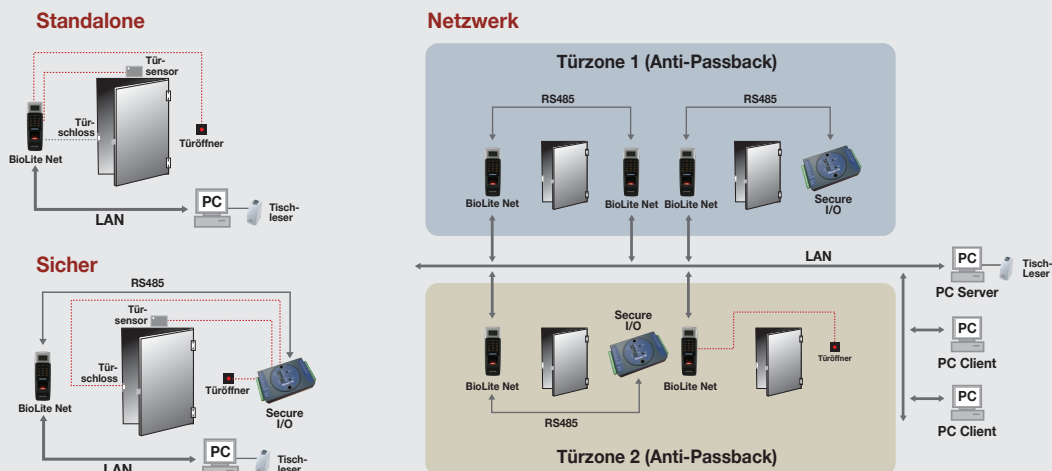 Standalone
Tür-
sensor
Tür-
schloss
Türöffner
BioLite Net
LAN
PC
Tisch-
leser
Sicher
RS485
Tür-
sensor
Tür-
schloss
BioLite Net
Türöffner
Secure
I/O
LAN
PC
Tisch-
leser
Netzwerk
Türzone 1 (Anti-Passback)
RS485
RS485
BioLite Net
BioLite Net
BioLite Net
Secure
I/O
LAN
PC
Tisch-
Leser
PC Server
PC
PC Client
PC
PC Client
Secure
I/O
BioLite Net
BioLite Net
Türöffner
RS485
Türzone 2 (Anti-Passback)